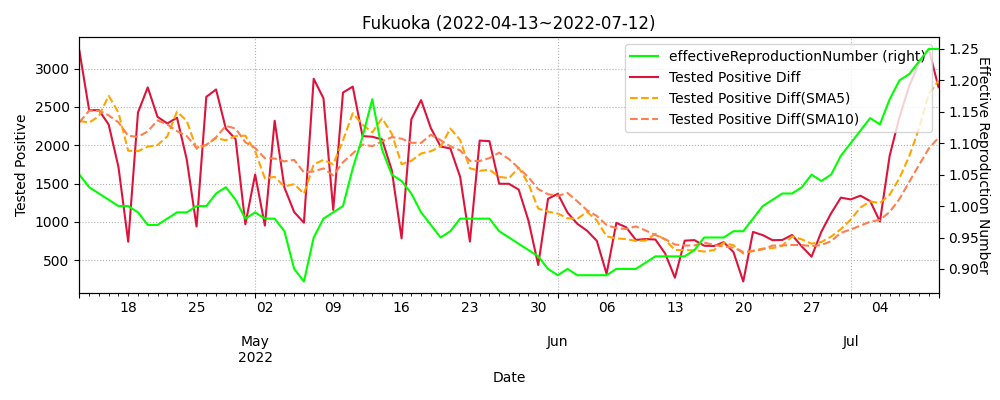 Fukuoka (2022-04-13~2022-07-12)
effectiveReproductionNumber (right)
Tested Positive Diff
Tested Positive Diff(SMA5)
Tested Positive Diff(SMA10)
Tested Positive
3000
2500
2000
1500
1000
500
1.25
1.20
1.15
1.10
1.05
1.00
0.95
0.90
Effective Reproduction Number
18 25 02 09 16 23 30 06 13 20 27 04
May Jun Jul
2022
Date